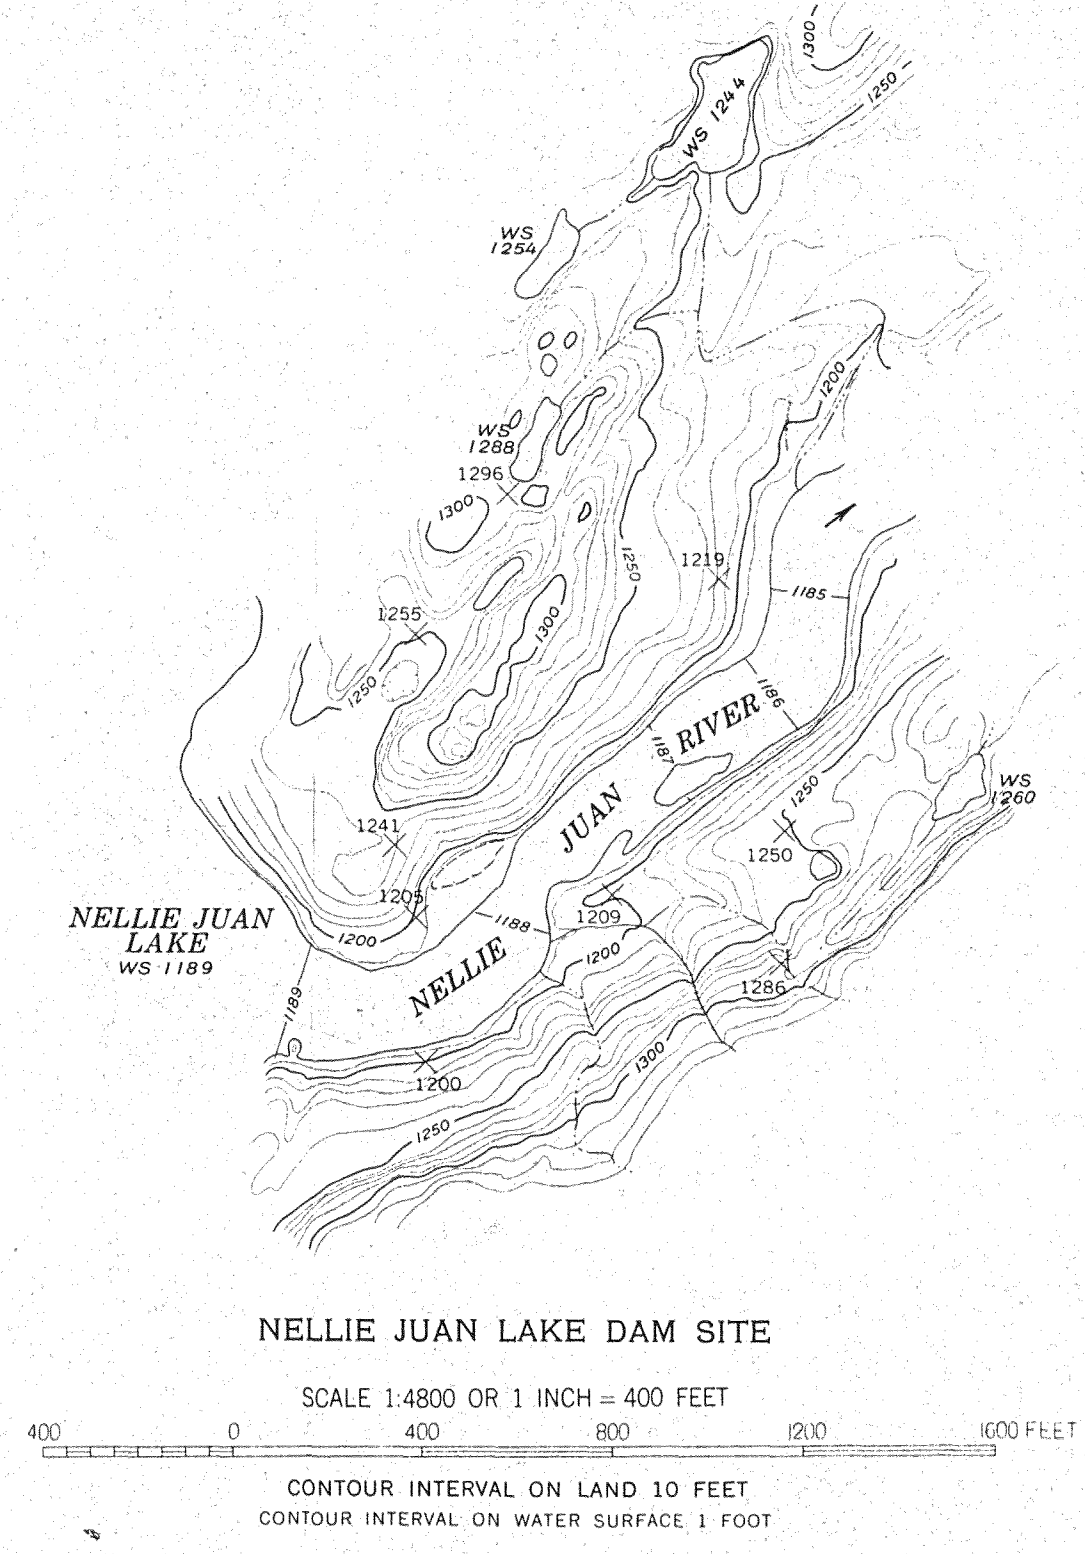 1300
1250
WS 1244
WS
1254
1200
WS
1288
1296
1300
1250
1219
1185
1255
1300
1250
1186
RIVER
1187
WS
1260
1250
JUAN
1241
1250
1205
NELLIE JUAN
LAKE
WS 1189
1188
1209
1200
1200
NELLIE
1286
1189
1300
1200
1250
NELLIE JUAN LAKE DAM SITE
SCALE 1:4800 OR 1 INCH = 400 FEET
400 0 400 800 1200 1600 FEET
CONTOUR INTERVAL ON LAND 10 FEET
CONTOUR INTERVAL ON WATER SURFACE 1 FOOT